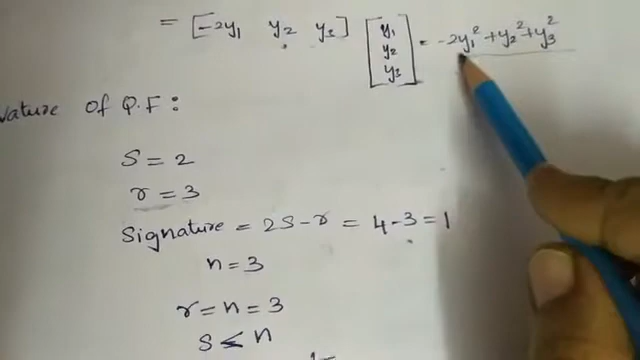 = [-2y₁ y₂ y₃] [y₁ y₂ y₃] = -2y₁² + y₂² + y₃²
Nature of Q.F :
S = 2
r = 3
Signature = 2S - r = 4 - 3 = 1
n = 3
r = n = 3
S < n